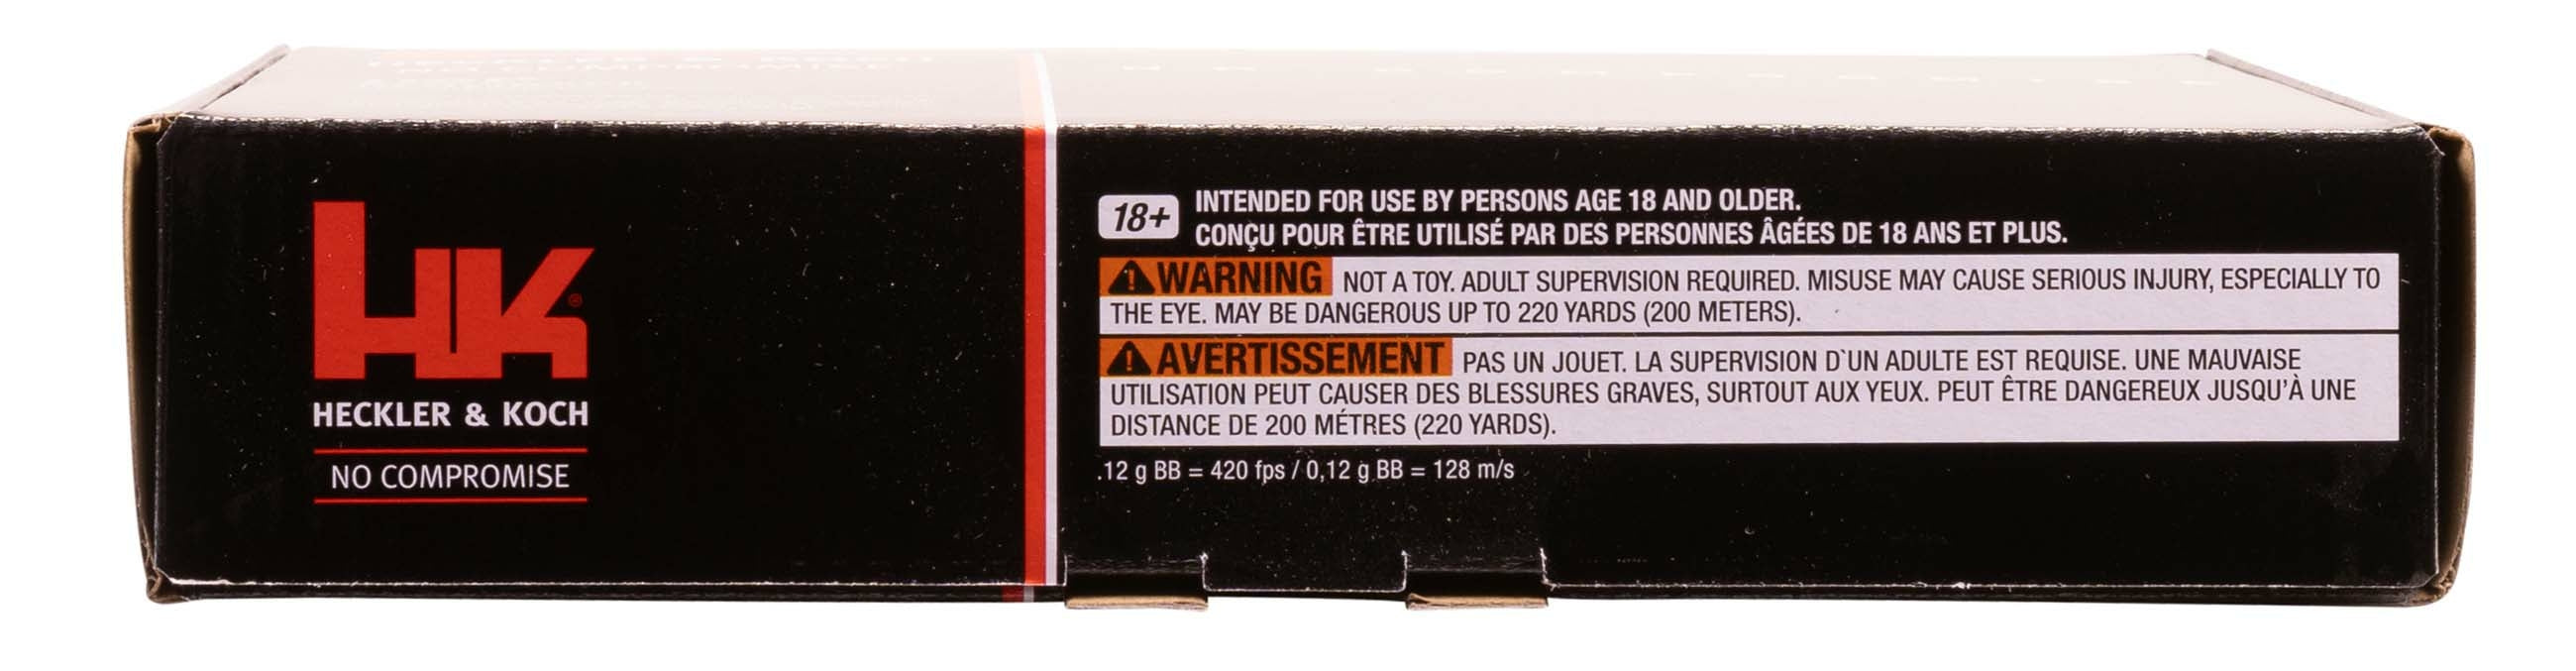 HK®
HECKLER & KOCH
NO COMPROMISE
18+
INTENDED FOR USE BY PERSONS AGE 18 AND OLDER.
CONÇU POUR ÊTRE UTILISÉ PAR DES PERSONNES ÂGÉES DE 18 ANS ET PLUS.
WARNING NOT A TOY. ADULT SUPERVISION REQUIRED. MISUSE MAY CAUSE SERIOUS INJURY, ESPECIALLY TO
THE EYE. MAY BE DANGEROUS UP TO 220 YARDS (200 METERS).
AVERTISSEMENT PAS UN JOUET. LA SUPERVISION D`UN ADULTE EST REQUISE. UNE MAUVAISE
UTILISATION PEUT CAUSER DES BLESSURES GRAVES, SURTOUT AUX YEUX. PEUT ÊTRE DANGEREUX JUSQU'À UNE
DISTANCE DE 200 MÉTRES (220 YARDS).
.12 g BB = 420 fps / 0,12 g BB = 128 m/s